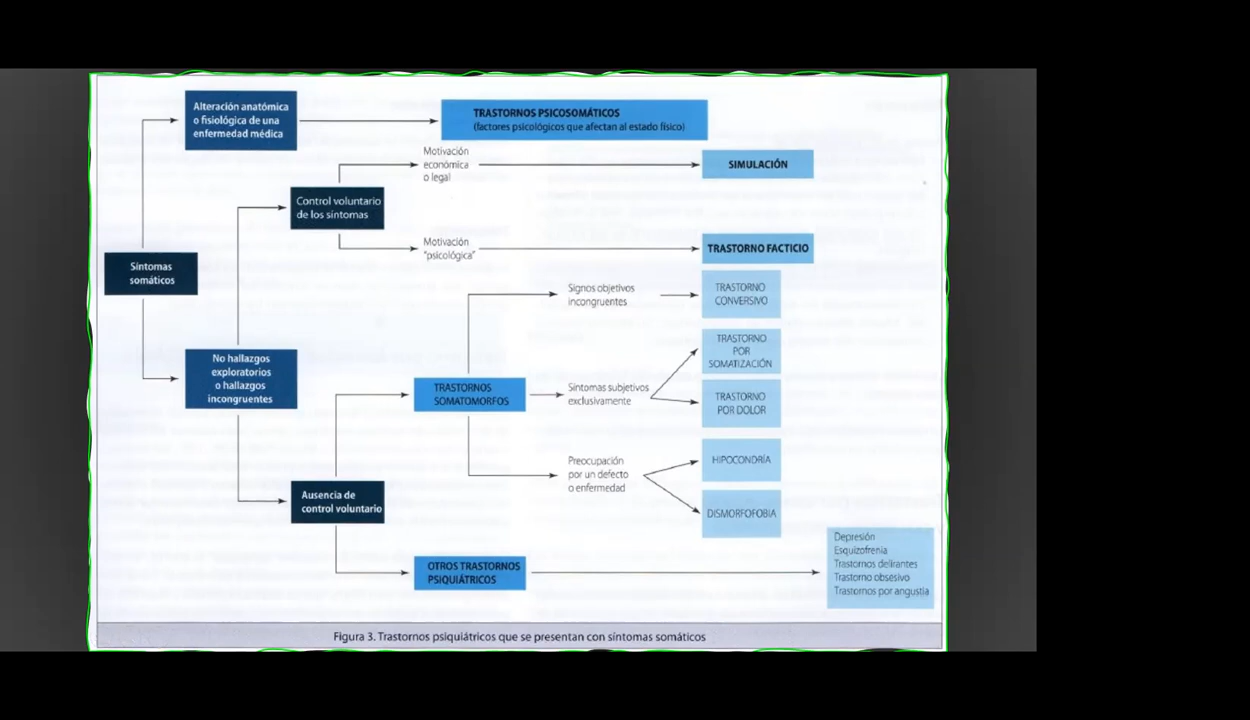 Alteración anatómica
o fisiológica de una
enfermedad médica
TRASTORNOS PSICOSOMÁTICOS
(factores psicológicos que afectan al estado físico)
Motivación
económica
o legal
SIMULACIÓN
Control voluntario
de los síntomas
Motivación
"psicológica"
TRASTORNO FACTICIO
Síntomas
somáticos
Signos objetivos
incongruentes
TRASTORNO
CONVERSIVO
No hallazgos
exploratorios
o hallazgos
incongruentes
TRASTORNOS
SOMATOMORFOS
Síntomas subjetivos
exclusivamente
TRASTORNO
POR
SOMATIZACIÓN
TRASTORNO
POR DOLOR
Preocupación
por un defecto
o enfermedad
HIPOCONDRÍA
DISMORFOFOBIA
Ausencia de
control voluntario
OTROS TRASTORNOS
PSIQUIÁTRICOS
Depresión
Esquizofrenia
Trastornos delirantes
Trastorno obsesivo
Trastornos por angustia
Figura 3. Trastornos psiquiátricos que se presentan con síntomas somáticos